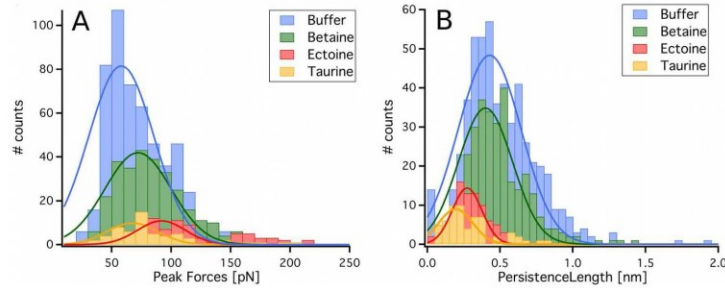 A
Buffer
Betaine
Ectoine
Taurine
100
80
60
40
20
0
# counts
50
100
150
200
250
Peak Forces [pN]
B
Buffer
Betaine
Ectoine
Taurine
60
50
40
30
20
10
0
# counts
0.0
0.5
1.0
1.5
2.0
PersistenceLength [nm]